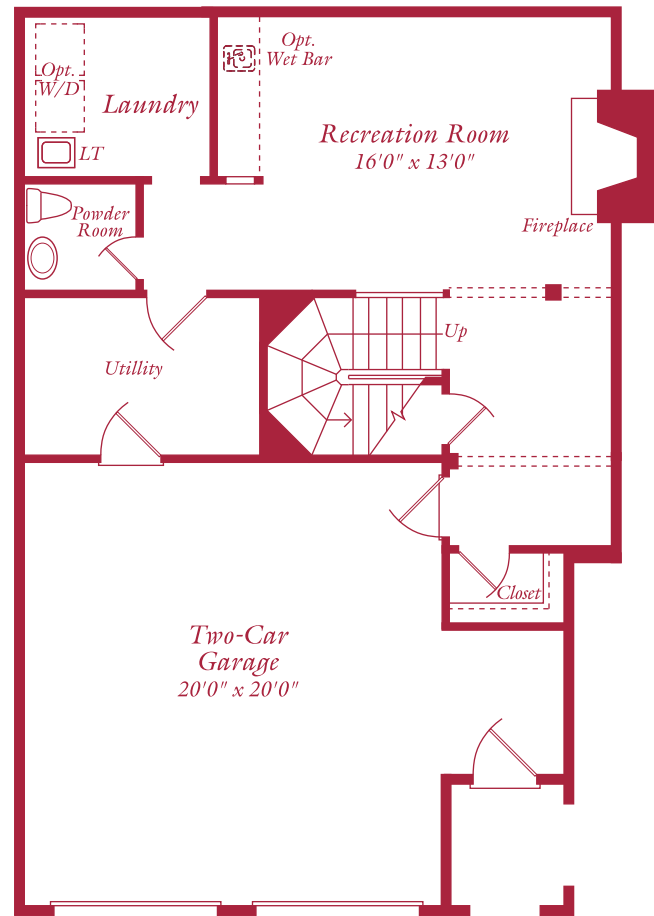 Opt.
Wet Bar
Opt.
W/D
Laundry
Recreation Room
16'0" x 13'0"
LT
Powder
Room
Fireplace
Up
Utillity
Closet
Two-Car
Garage
20'0" x 20'0"